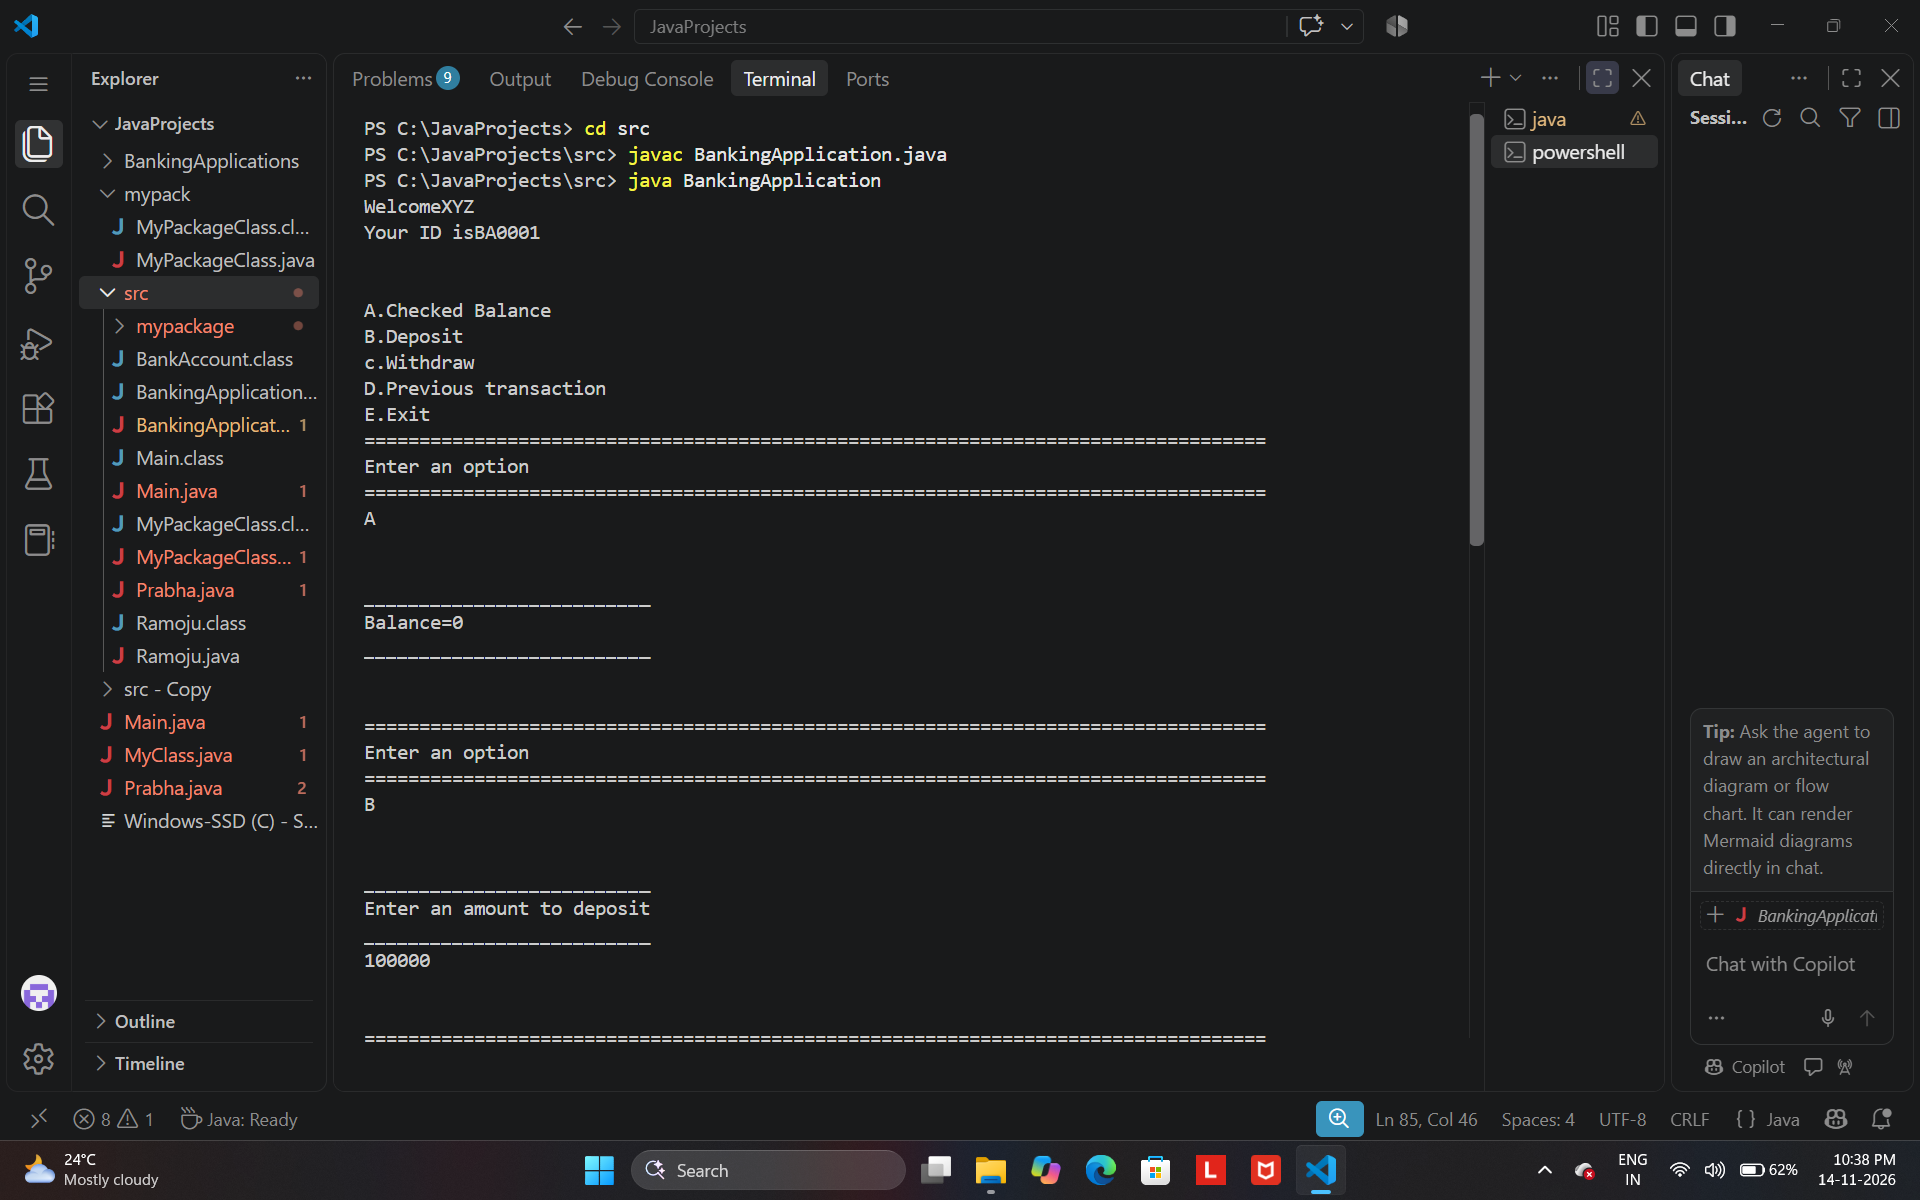 JavaProjects
Explorer
JavaProjects
BankingApplications
mypack
MyPackageClass.cl...
MyPackageClass.java
src
mypackage
BankAccount.class
BankingApplication...
BankingApplicat... 1
Main.class
Main.java 1
MyPackageClass.cl...
MyPackageClass... 1
Prabha.java 1
Ramoju.class
Ramoju.java
src - Copy
Main.java 1
MyClass.java 1
Prabha.java 2
Windows-SSD (C) - S...
Outline
Timeline
Problems 9 Output Debug Console Terminal Ports
PS C:\JavaProjects> cd src
PS C:\JavaProjects\src> javac BankingApplication.java
PS C:\JavaProjects\src> java BankingApplication
WelcomeXYZ
Your ID isBA0001
A.Checked Balance
B.Deposit
c.Withdraw
D.Previous transaction
E.Exit
==================================================================================
Enter an option
==================================================================================
A
__________________________
Balance=0
__________________________
==================================================================================
Enter an option
==================================================================================
B
__________________________
Enter an amount to deposit
__________________________
100000
==================================================================================
java
powershell
Chat
Sessi...
Tip: Ask the agent to
draw an architectural
diagram or flow
chart. It can render
Mermaid diagrams
directly in chat.
BankingApplicati
Chat with Copilot
Copilot
8 1 Java: Ready
Ln 85, Col 46 Spaces: 4 UTF-8 CRLF { } Java
24°C
Mostly cloudy
Search
L
ENG
IN
62%
10:38 PM
14-11-2026